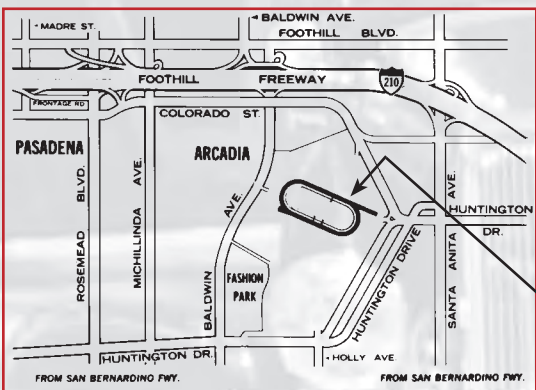 MADRE ST.
BALDWIN AVE.
FOOTHILL BLVD.
FOOTHILL FREEWAY
210
FRONTAGE RD
COLORADO ST.
PASADENA
ARCADIA
ROSEMEAD BLVD.
MICHILLINDA AVE.
BALDWIN AVE.
SANTA ANITA AVE.
HUNTINGTON DR.
HUNTINGTON DRIVE
FASHION PARK
HUNTINGTON DR.
HOLLY AVE.
FROM SAN BERNARDINO FWY.
FROM SAN BERNARDINO FWY.